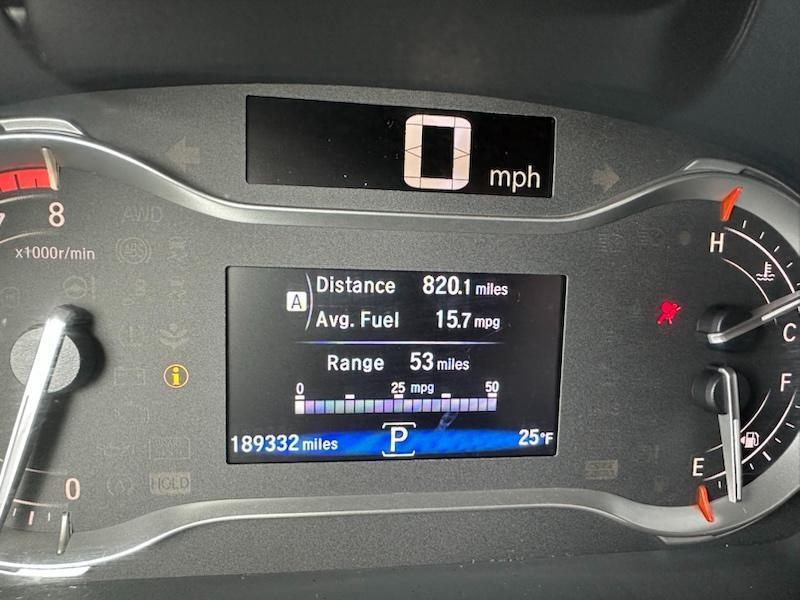 0 mph
8
7
x1000r/min
AWD
H
C
A
Distance 820.1 miles
Avg. Fuel 15.7 mpg
Range 53 miles
0 25 mpg 50
F
E
189332 miles P 25°F
0
HOLD
i